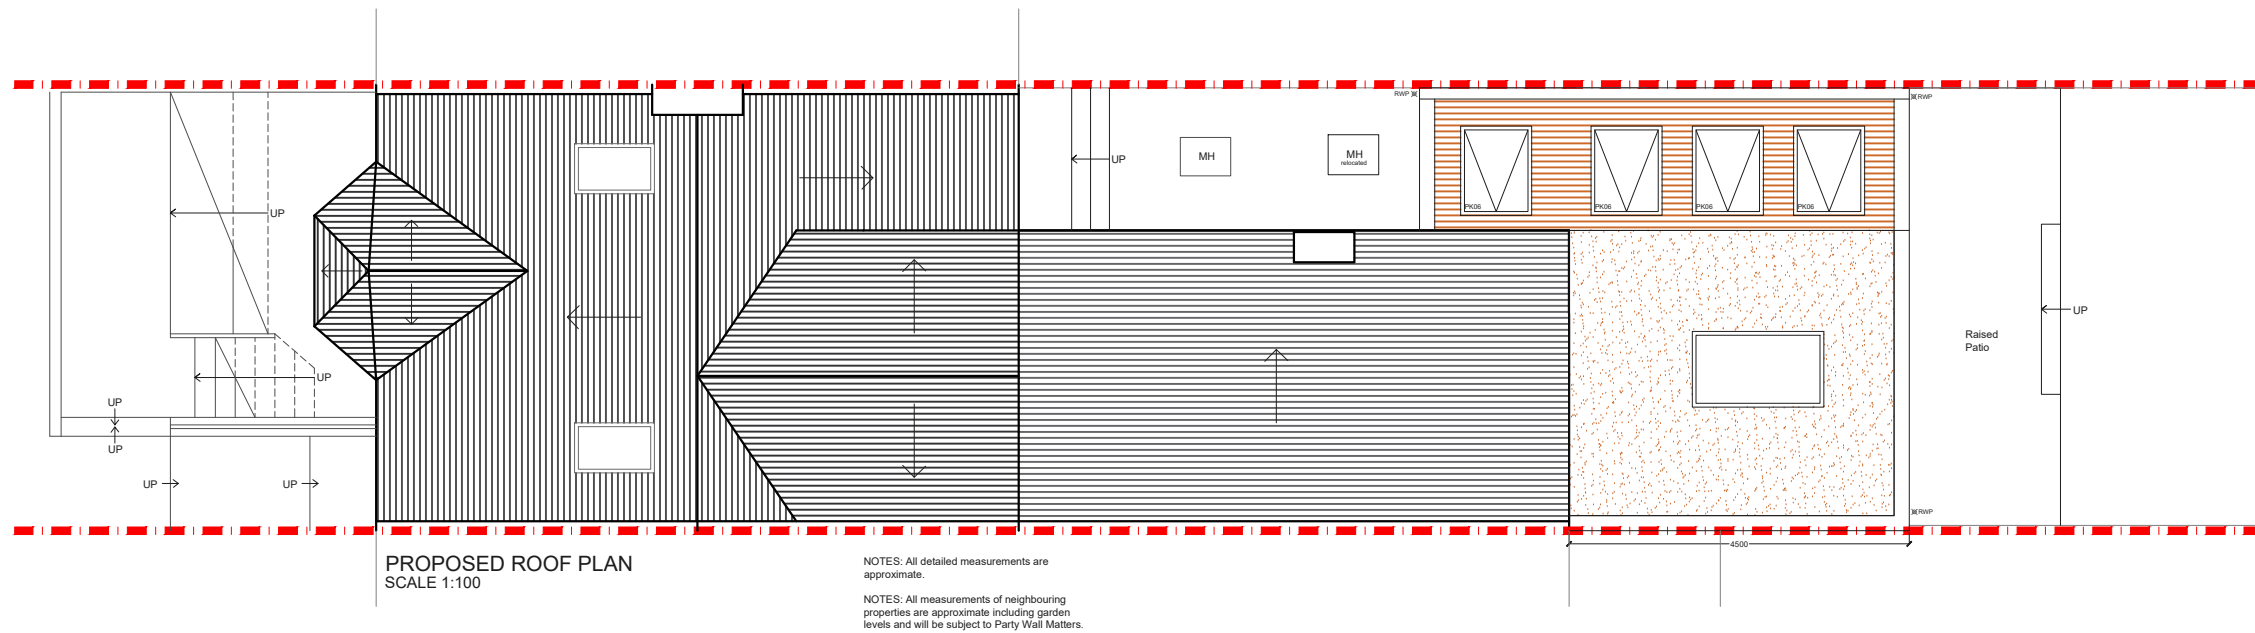 RWP
RWP
MH
MH
relocated
UP
UP
PK06
PK06
PK06
PK06
UP
Raised
Patio
UP
UP
UP
UP
UP
RWP
4500
PROPOSED ROOF PLAN
SCALE 1:100
NOTES: All detailed measurements are
approximate.
NOTES: All measurements of neighbouring
properties are approximate including garden
levels and will be subject to Party Wall Matters.